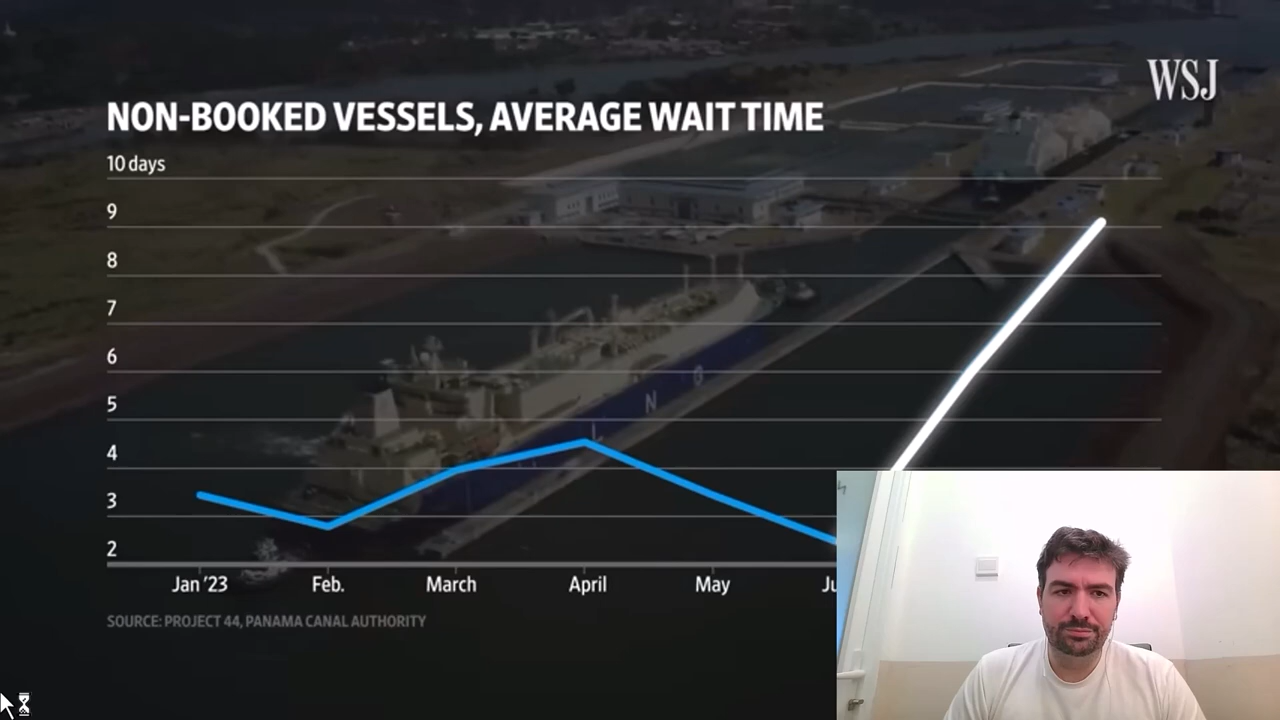 WSJ
NON-BOOKED VESSELS, AVERAGE WAIT TIME
10 days
9
8
7
6
5
4
3
2
Jan '23 Feb. March April May Ju
SOURCE: PROJECT 44, PANAMA CANAL AUTHORITY
L N G